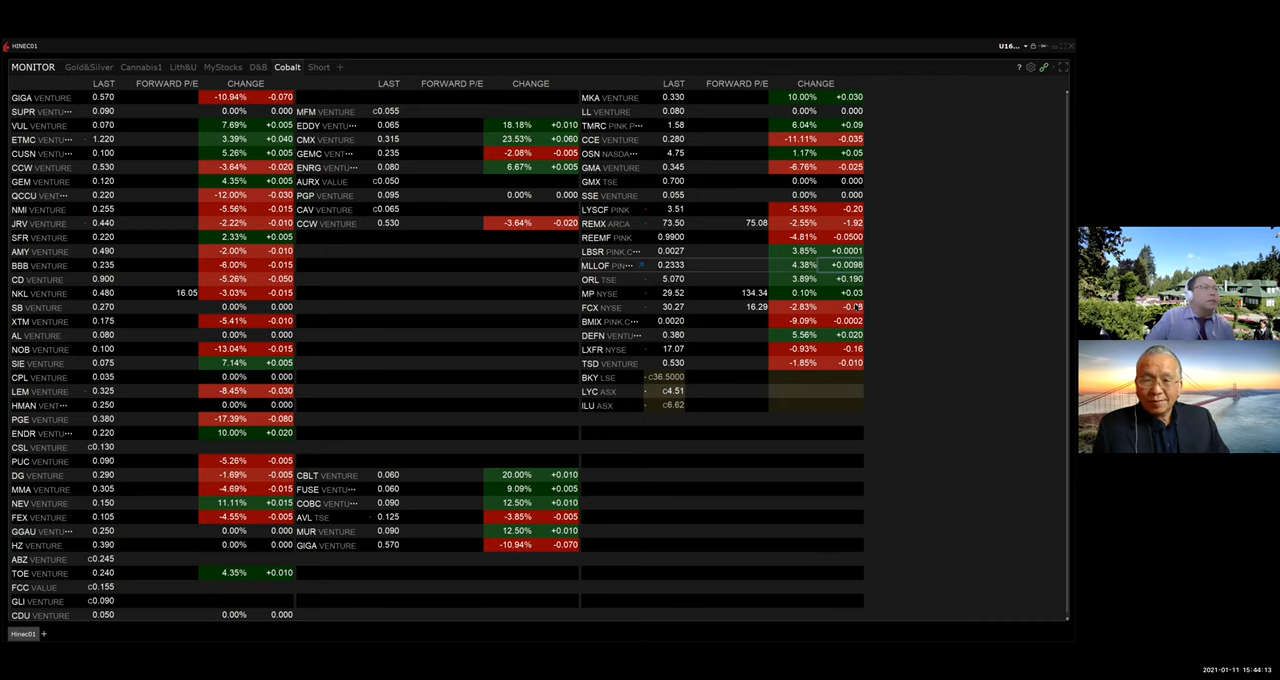 HINEC01 U16...
MONITOR Gold&Silver Cannabis1 Lith&U MyStocks D&B Cobalt Short +
LAST FORWARD P/E CHANGE LAST FORWARD P/E CHANGE LAST FORWARD P/E CHANGE
GIGA VENTURE 0.570 -10.94% -0.070 MKA VENTURE 0.330 10.00% +0.030
SUPR VENTU··· 0.090 0.00% 0.000 MFM VENTURE c0.055 LL VENTURE 0.080 0.00% 0.000
VUL VENTURE 0.070 7.69% +0.005 EDDY VENTU··· 0.065 18.18% +0.010 TMRC PINK.P··· 1.58 6.04% +0.09
ETMC VENTU··· 1.220 3.39% +0.040 CMX VENTURE 0.315 23.53% +0.060 CCE VENTURE 0.280 -11.11% -0.035
CUSN VENTU··· 0.100 5.26% +0.005 GEMC VENT··· 0.235 -2.08% -0.005 OSN NASDA··· 4.75 1.17% +0.05
CCW VENTURE 0.530 -3.64% -0.020 ENRG VENTU··· 0.080 6.67% +0.005 GMA VENTURE 0.345 -6.76% -0.025
GEM VENTURE 0.120 4.35% +0.005 AURX VALUE c0.050 GMX TSE 0.700 0.00% 0.000
QCCU VENT··· 0.220 -12.00% -0.030 PGP VENTURE 0.095 0.00% 0.000 SSE VENTURE 0.055 0.00% 0.000
NMI VENTURE 0.255 -5.56% -0.015 CAV VENTURE c0.065 LYSCF PINK 3.51 -5.35% -0.20
JRV VENTURE 0.440 -2.22% -0.010 CCW VENTURE 0.530 -3.64% -0.020 REMX ARCA 73.50 75.08 -2.55% -1.92
SFR VENTURE 0.220 2.33% +0.005 REEMF PINK 0.9900 -4.81% -0.0500
AMY VENTURE 0.490 -2.00% -0.010 LBSR PINK.C··· 0.0027 3.85% +0.0001
BBB VENTURE 0.235 -6.00% -0.015 MLLOF PIN··· 0.2333 4.38% +0.0098
CD VENTURE 0.900 -5.26% -0.050 ORL TSE 5.070 3.89% +0.190
NKL VENTURE 0.480 16.05 -3.03% -0.015 MP NYSE 29.52 134.34 0.10% +0.03
SB VENTURE 0.270 0.00% 0.000 FCX NYSE 30.27 16.29 -2.83%
XTM VENTURE 0.175 -5.41% -0.010 BMIX PINK.C··· 0.0020 -9.09% -0.0002
AL VENTURE 0.080 0.00% 0.000 DEFN VENTU··· 0.380 5.56% +0.020
NOB VENTURE 0.100 -13.04% -0.015 LXFR NYSE 17.07 -0.93% -0.16
SIE VENTURE 0.075 7.14% +0.005 TSD VENTURE 0.530 -1.85% -0.010
CPL VENTURE 0.035 0.00% 0.000 BKY LSE c36.5000
LEM VENTURE 0.325 -8.45% -0.030 LYC ASX c4.51
HMAN VENT··· 0.250 0.00% 0.000 ILU ASX c6.62
PGE VENTURE 0.380 -17.39% -0.080
ENDR VENTU··· 0.220 10.00% +0.020
CSL VENTURE c0.130
PUC VENTURE 0.090 -5.26% -0.005
DG VENTURE 0.290 -1.69% -0.005 CBLT VENTURE 0.060 20.00% +0.010
MMA VENTURE 0.305 -4.69% -0.015 FUSE VENTU··· 0.060 9.09% +0.005
NEV VENTURE 0.150 11.11% +0.015 COBC VENTU··· 0.090 12.50% +0.010
FEX VENTURE 0.105 -4.55% -0.005 AVL TSE 0.125 -3.85% -0.005
GGAU VENTU··· 0.250 0.00% 0.000 MUR VENTURE 0.090 12.50% +0.010
HZ VENTURE 0.390 0.00% 0.000 GIGA VENTURE 0.570 -10.94% -0.070
ABZ VENTURE c0.245
TOE VENTURE 0.240 4.35% +0.010
FCC VALUE c0.155
GLI VENTURE c0.090
CDU VENTURE 0.050 0.00% 0.000
Hinec01 +
2021-01-11 15:44:13